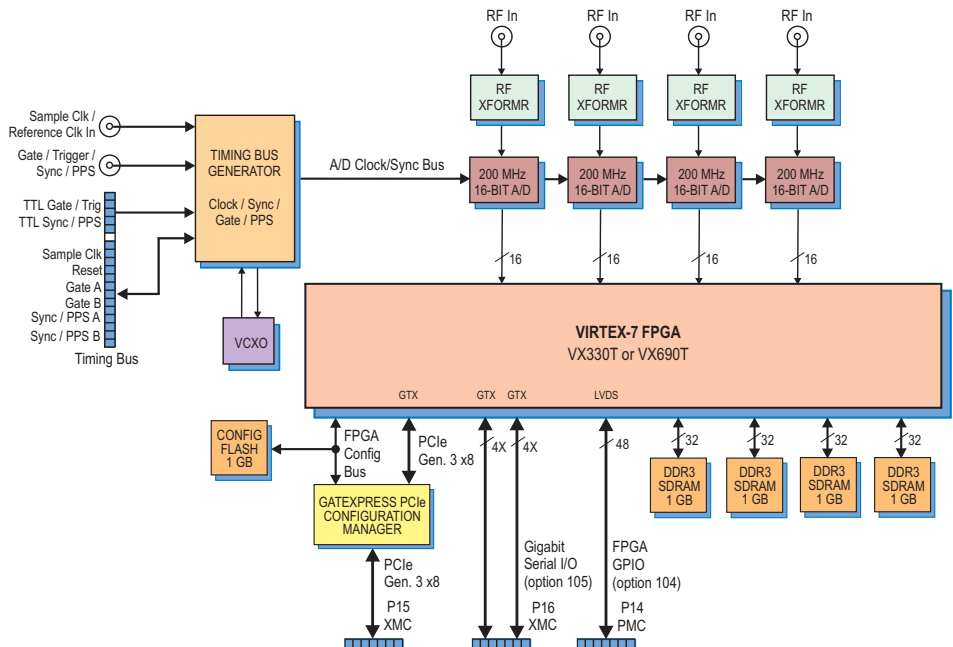 RF In
RF In
RF In
RF In
RF
XFORMR
RF
XFORMR
RF
XFORMR
RF
XFORMR
Sample Clk /
Reference Clk In
Gate / Trigger /
Sync / PPS
TTL Gate / Trig
TTL Sync / PPS
Sample Clk
Reset
Gate A
Gate B
Sync / PPS A
Sync / PPS B
Timing Bus
TIMING BUS
GENERATOR
Clock / Sync /
Gate / PPS
VCXO
A/D Clock/Sync Bus
200 MHz
16-BIT A/D
200 MHz
16-BIT A/D
200 MHz
16-BIT A/D
200 MHz
16-BIT A/D
16
16
16
16
VIRTEX-7 FPGA
VX330T or VX690T
GTX
GTX
GTX
LVDS
CONFIG
FLASH
1 GB
FPGA
Config
Bus
PCIe
Gen. 3 x8
4X
4X
48
32
32
32
32
DDR3
SDRAM
1 GB
DDR3
SDRAM
1 GB
DDR3
SDRAM
1 GB
DDR3
SDRAM
1 GB
GATEXPRESS PCIe
CONFIGURATION
MANAGER
PCIe
Gen. 3 x8
Gigabit
Serial I/O
(option 105)
FPGA
GPIO
(option 104)
P15
XMC
P16
XMC
P14
PMC